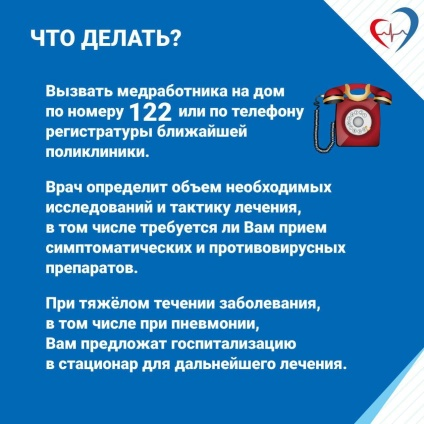 ЧТО ДЕЛАТЬ?
Вызвать медработника на дом
по номеру 122 или по телефону
регистратуры ближайшей
поликлиники.
Врач определит объем необходимых
исследований и тактику лечения,
в том числе требуется ли Вам прием
симптоматических и противовирусных
препаратов.
При тяжёлом течении заболевания,
в том числе при пневмонии,
Вам предложат госпитализацию
в стационар для дальнейшего лечения.